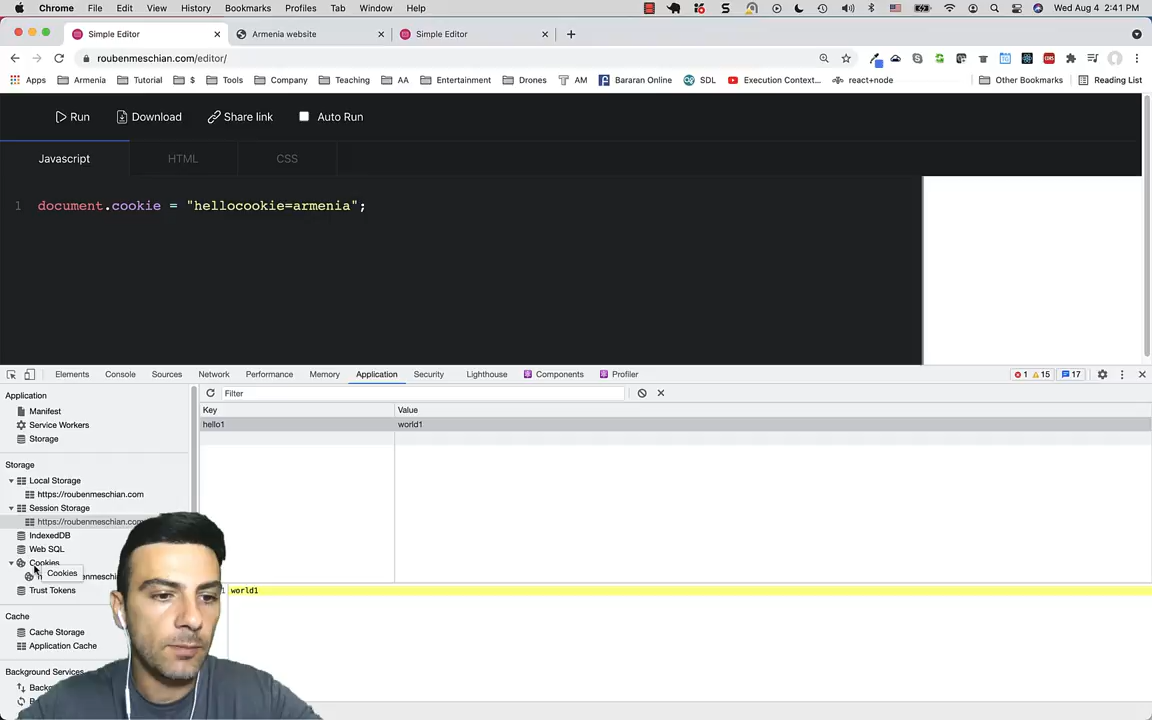 Chrome File Edit View History Bookmarks Profiles Tab Window Help Wed Aug 4 2:41 PM
Simple Editor Armenia website Simple Editor
roubenmeschian.com/editor/
Apps Armenia Tutorial $ Tools Company Teaching AA Entertainment Drones AM Bararan Online SDL Execution Context... react+node Other Bookmarks Reading List
Run Download Share link Auto Run
Javascript HTML CSS
1 document.cookie = "hellocookie=armenia";
Elements Console Sources Network Performance Memory Application Security Lighthouse Components Profiler 1 15 17
Application
Filter
Manifest
Key Value
Service Workers
hello1 world1
Storage
Storage
Local Storage
https://roubenmeschian.com
Session Storage
https://roubenmeschian.com
IndexedDB
Web SQL
Cookies
Cookies
Trust Tokens
1 world1
Cache
Cache Storage
Application Cache
Background Services